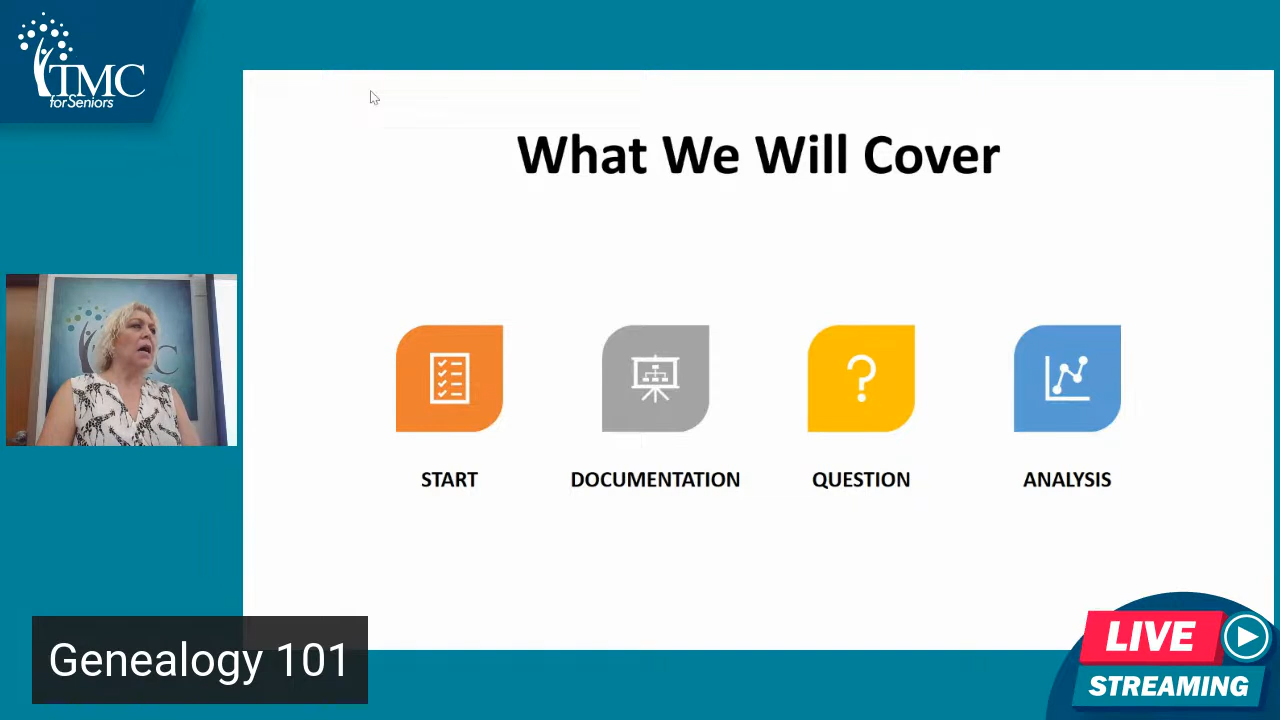 TMC
for Seniors
What We Will Cover
START
DOCUMENTATION
QUESTION
ANALYSIS
Genealogy 101
LIVE
STREAMING